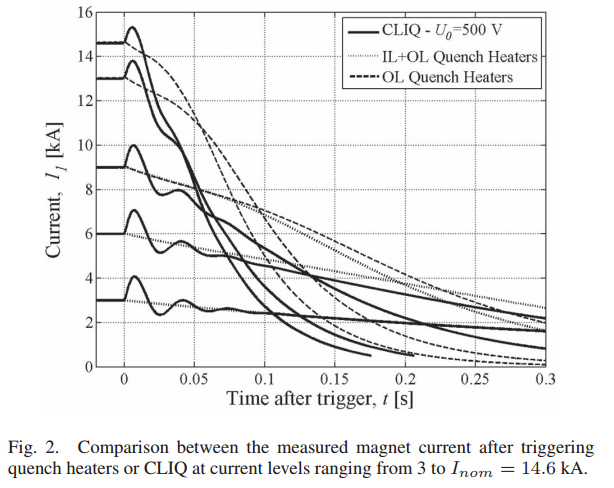 16
14
12
10
8
6
4
2
0
Current, I1 [kA]
CLIQ - U0=500 V
IL+OL Quench Heaters
OL Quench Heaters
0 0.05 0.1 0.15 0.2 0.25 0.3
Time after trigger, t [s]
Fig. 2. Comparison between the measured magnet current after triggering
quench heaters or CLIQ at current levels ranging from 3 to Inom = 14.6 kA.